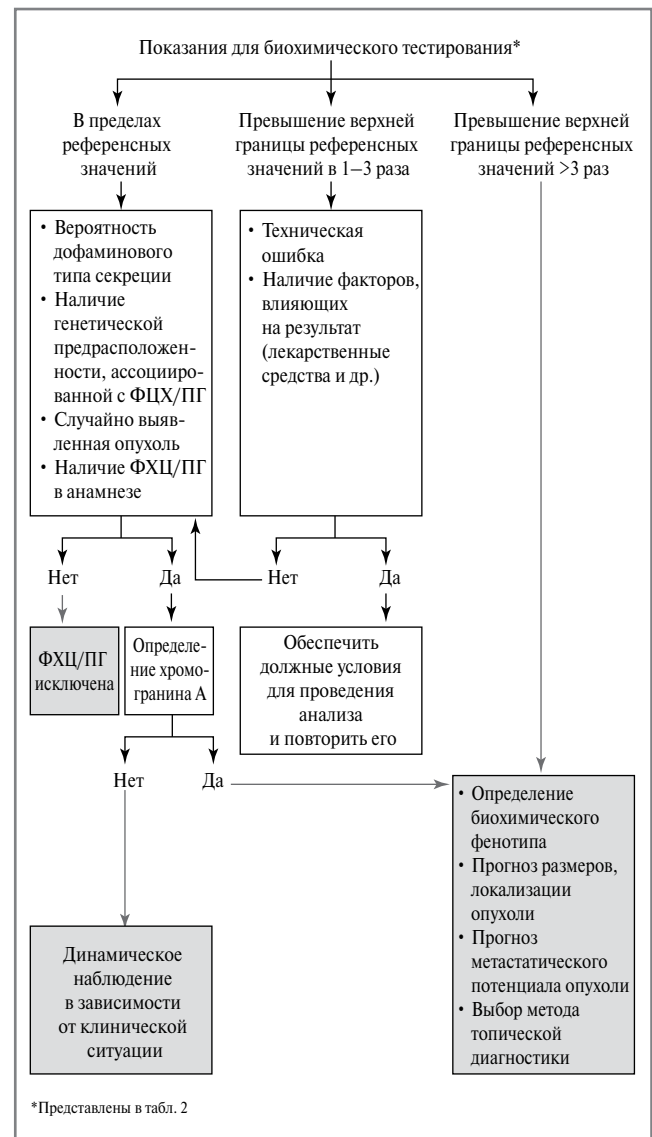 Показания для биохимического тестирования*
В пределах
референсных
значений
Превышение верхней
границы референсных
значений в 1–3 раза
Превышение верхней
границы референсных
значений >3 раз
• Вероятность
дофаминового
типа секреции
• Наличие
генетической
предрасположен-
ности, ассоцииро-
ванной с ФЦХ/ПГ
• Случайно выяв-
ленная опухоль
• Наличие ФХЦ/ПГ
в анамнезе
• Техническая
ошибка
• Наличие факторов,
влияющих
на результат
(лекарственные
средства и др.)
Нет
Да
Нет
Да
ФХЦ/ПГ
исключена
Определе-
ние хромо-
гранина А
Обеспечить
должные условия
для проведения
анализа
и повторить его
Нет
Да
Динамическое
наблюдение
в зависимости
от клинической
ситуации
• Определение
биохимического
фенотипа
• Прогноз размеров,
локализации
опухоли
• Прогноз
метастатического
потенциала опухоли
• Выбор метода
топической
диагностики
*Представлены в табл. 2